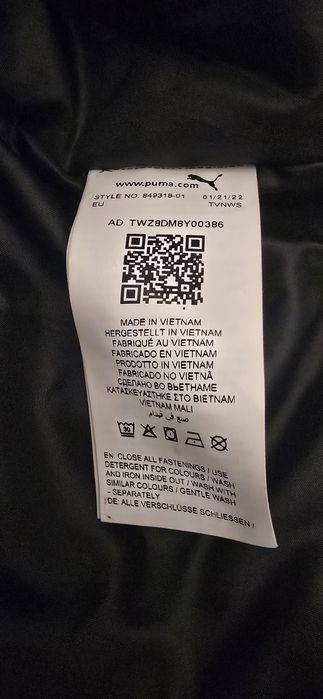 www.puma.com
STYLE NO. 849318-01 01/21/22
EU TVNWS
AD TWZ8DM8Y00386
MADE IN VIETNAM
HERGESTELLT IN VIETNAM
FABRIQUÉ AU VIETNAM
FABRICADO EN VIETNAM
PRODOTTO IN VIETNAM
FABRICADO NO VIETNÃ
СДЕЛАНО ВО ВЬЕТНАМЕ
ΚΑΤΑΣΚΕΥΑΣΤΗΚΕ ΣΤΟ ΒΙΕΤΝΑΜ
VIETNAM MALI
صنع في فيتنام
30
EN: CLOSE ALL FASTENINGS / USE
DETERGENT FOR COLOURS / WASH
AND IRON INSIDE OUT / WASH WITH
SIMILAR COLOURS / GENTLE WASH
- SEPARATELY
DE: ALLE VERSCHLÜSSE SCHLIESSEN /